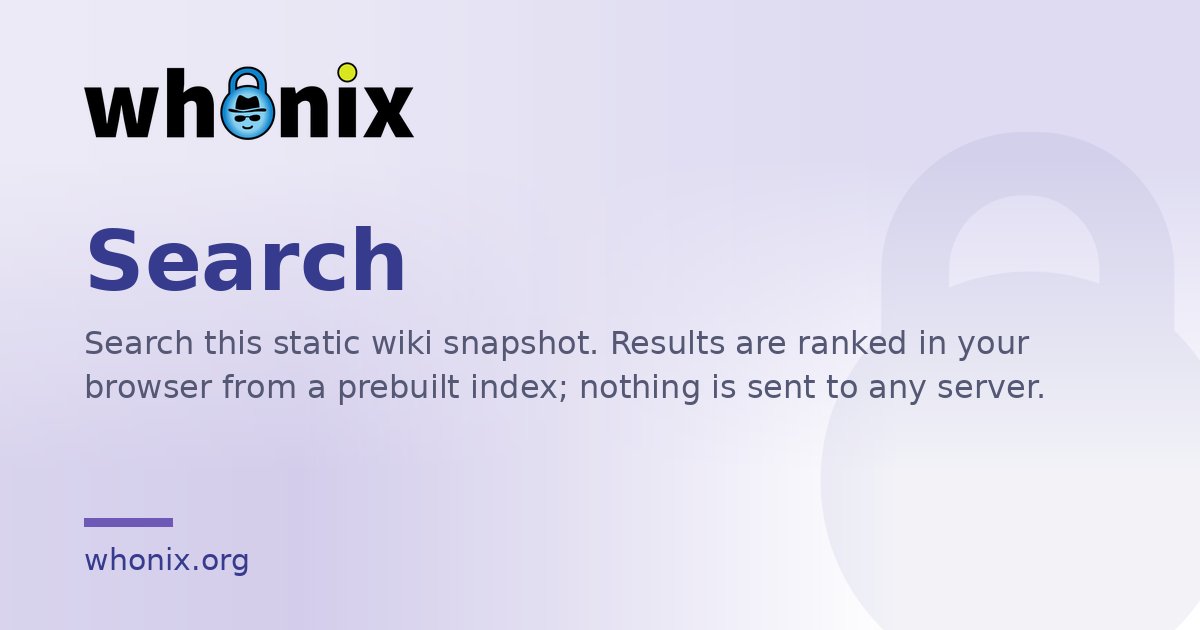 whonix
Search
Search this static wiki snapshot. Results are ranked in your
browser from a prebuilt index; nothing is sent to any server.
whonix.org